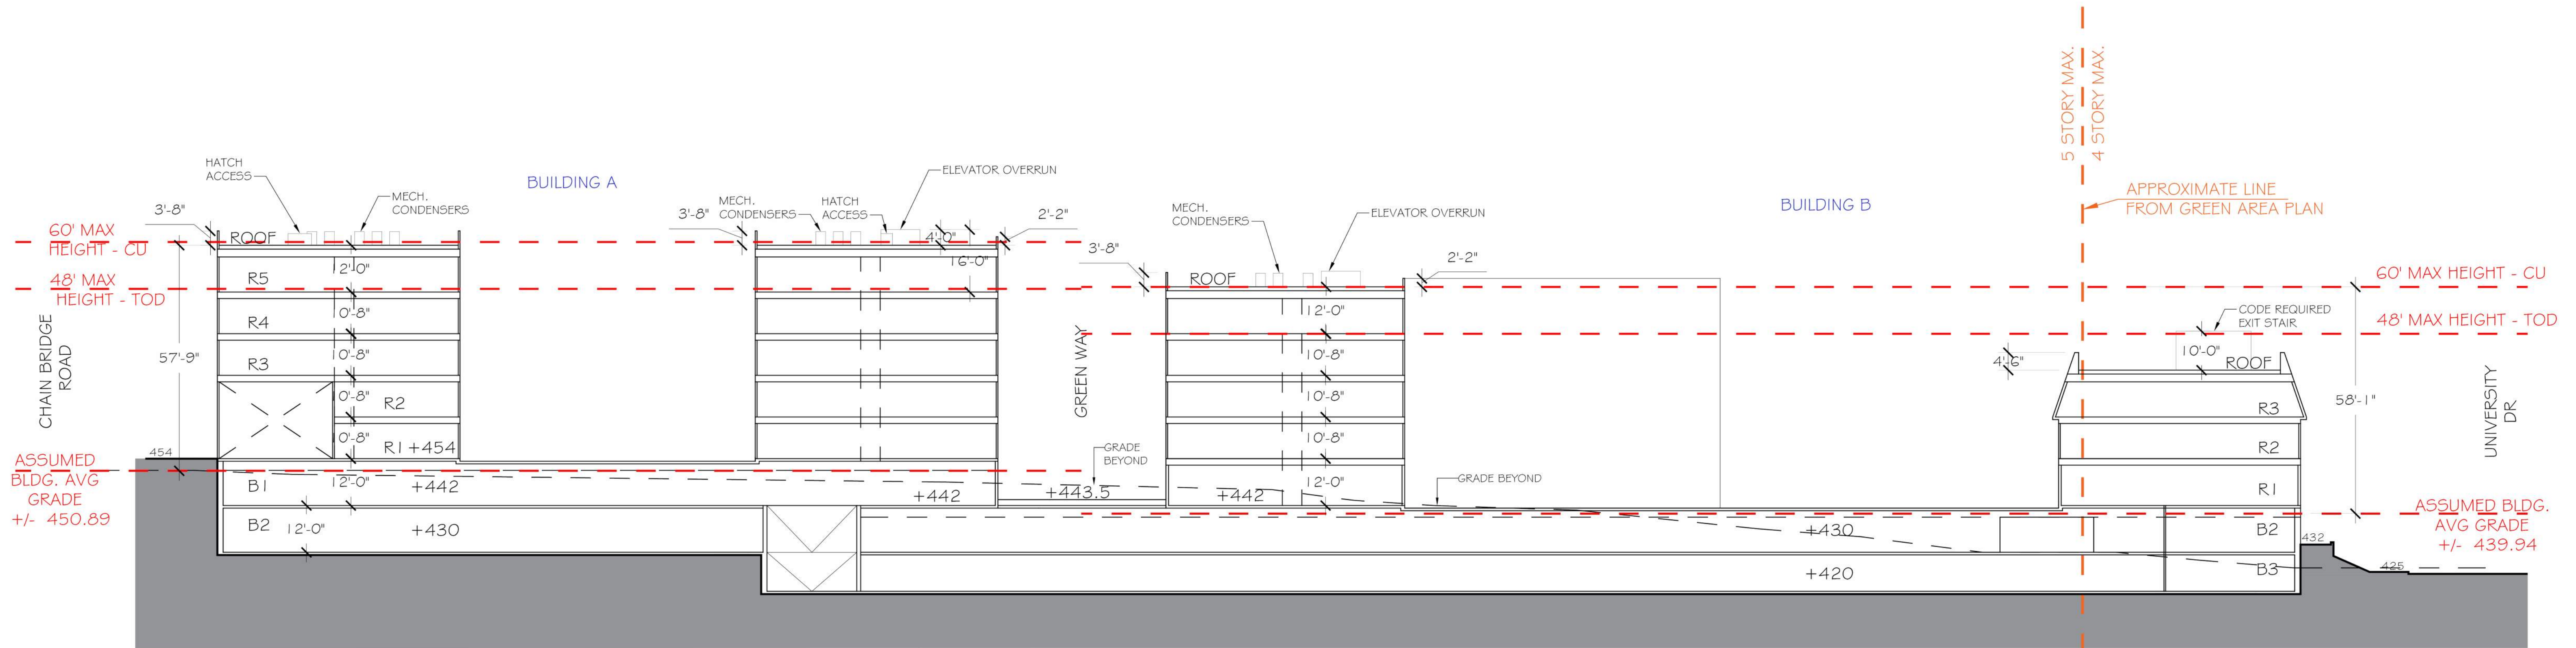 5 STORY MAX.
4 STORY MAX.
APPROXIMATE LINE
FROM GREEN AREA PLAN
BUILDING A
BUILDING B
HATCH
ACCESS
MECH.
CONDENSERS
3'-8"
60' MAX
HEIGHT - CU
48' MAX
HEIGHT - TOD
CHAIN BRIDGE
ROAD
57'-9"
454
ASSUMED
BLDG. AVG
GRADE
+/- 450.89
ROOF
R5
R4
R3
R2
R1 +454
B1
B2
12'-0"
10'-8"
10'-8"
10'-8"
10'-8"
12'-0"
12'-0"
+442
+430
3'-8"
MECH.
CONDENSERS
HATCH
ACCESS
ELEVATOR OVERRUN
4'-0"
16'-0"
2'-2"
+442
+443.5
GREEN WAY
GRADE
BEYOND
3'-8"
MECH.
CONDENSERS
ELEVATOR OVERRUN
ROOF
2'-2"
12'-0"
10'-8"
10'-8"
10'-8"
12'-0"
+442
GRADE BEYOND
+430
+420
4'-6"
CODE REQUIRED
EXIT STAIR
10'-0"
ROOF
R3
R2
R1
B2
B3
60' MAX HEIGHT - CU
48' MAX HEIGHT - TOD
58'-1"
UNIVERSITY
DR
ASSUMED BLDG.
AVG GRADE
+/- 439.94
432
425